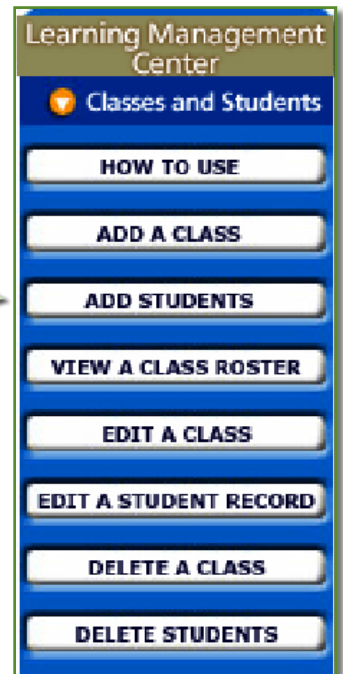 Learning Management
Center
Classes and Students
HOW TO USE
ADD A CLASS
ADD STUDENTS
VIEW A CLASS ROSTER
EDIT A CLASS
EDIT A STUDENT RECORD
DELETE A CLASS
DELETE STUDENTS